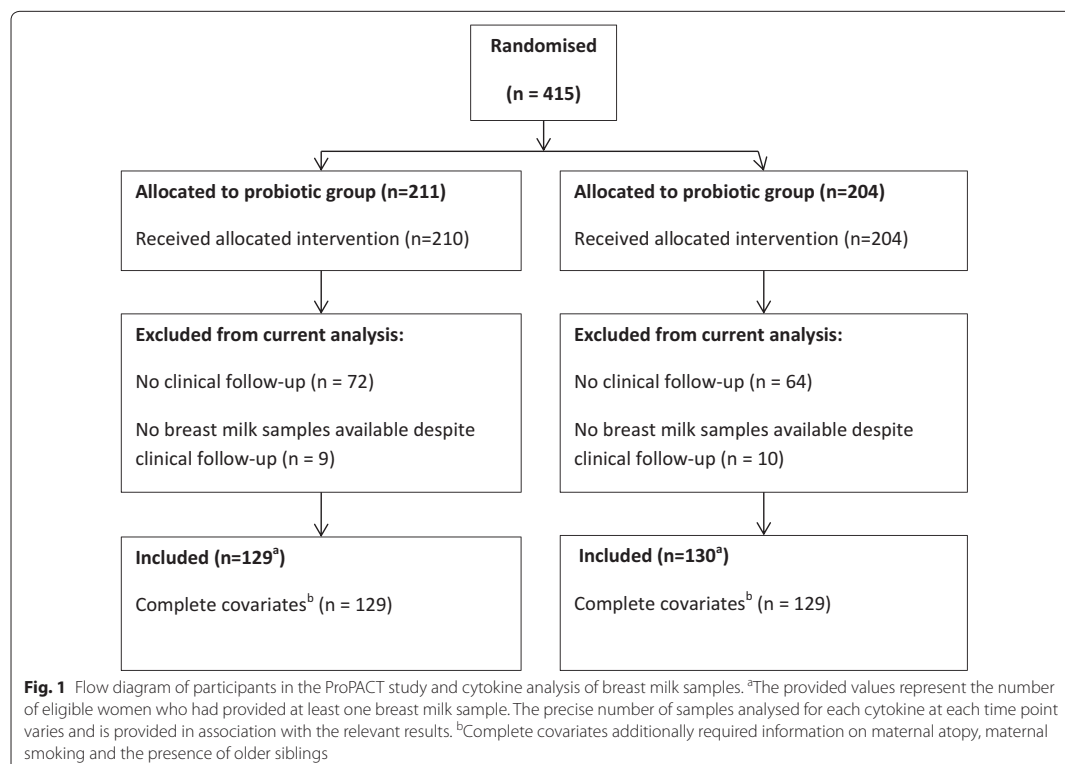 Randomised
(n = 415)
Allocated to probiotic group (n=211)
Received allocated intervention (n=210)
Allocated to probiotic group (n=204)
Received allocated intervention (n=204)
Excluded from current analysis:
No clinical follow-up (n = 72)
No breast milk samples available despite
clinical follow-up (n = 9)
Excluded from current analysis:
No clinical follow-up (n = 64)
No breast milk samples available despite
clinical follow-up (n = 10)
Included (n=129ª)
Complete covariatesᵇ (n = 129)
Included (n=130ª)
Complete covariatesᵇ (n = 129)
Fig. 1 Flow diagram of participants in the ProPACT study and cytokine analysis of breast milk samples. ªThe provided values represent the number
of eligible women who had provided at least one breast milk sample. The precise number of samples analysed for each cytokine at each time point
varies and is provided in association with the relevant results. ᵇComplete covariates additionally required information on maternal atopy, maternal
smoking and the presence of older siblings